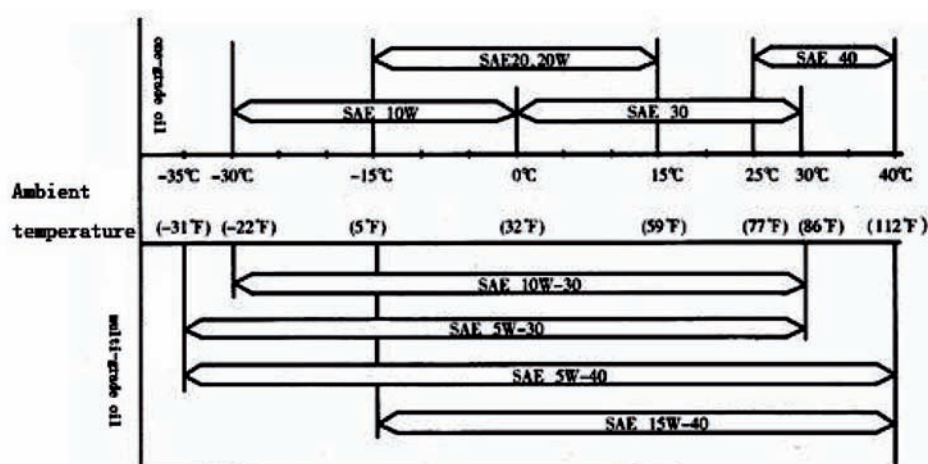 one-grade oil
SAE20.20W
SAE 40
SAE 10W
SAE 30
-35℃ -30℃ -15℃ 0℃ 15℃ 25℃ 30℃ 40℃
Ambient
temperature
(-31℉) (-22℉) (5℉) (32℉) (59℉) (77℉) (86℉) (112℉)
multi-grade oil
SAE 10W-30
SAE 5W-30
SAE 5W-40
SAE 15W-40